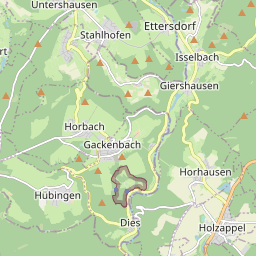 Untershausen
Ettersdorf
Stahlhofen
Isselbach
Giershausen
Horbach
Gackenbach
Horhausen
Hübingen
Dies
Holzappel